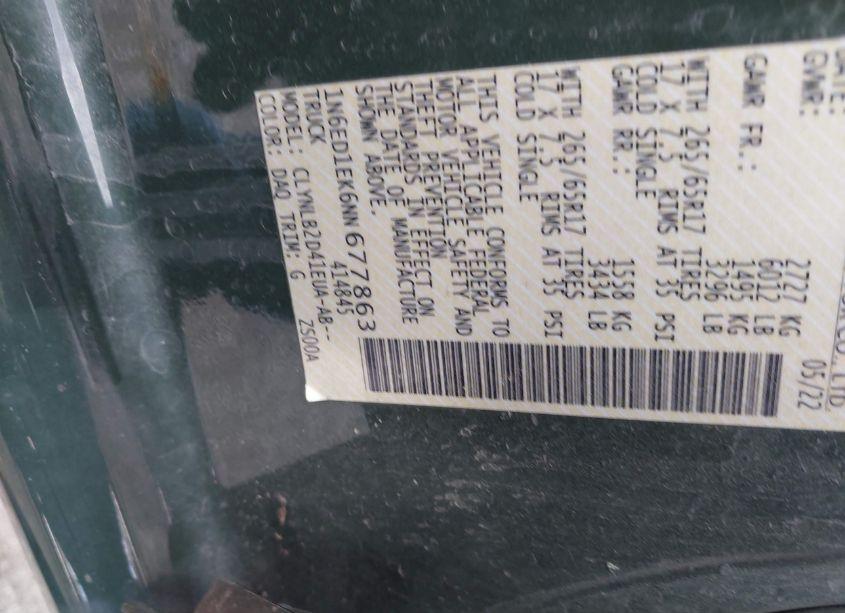 CO., LTD
DATE: 05/22
GVWR: 2727 KG
6012 LB
GAWR FR.: 1495 KG
3296 LB
WITH 265/65R17 TIRES
17 X 7.5 RIMS AT 35 PSI
COLD SINGLE
GAWR RR.: 1558 KG
3434 LB
WITH 265/65R17 TIRES
17 X 7.5 RIMS AT 35 PSI
COLD SINGLE
THIS VEHICLE CONFORMS TO
ALL APPLICABLE FEDERAL
MOTOR VEHICLE SAFETY AND
THEFT PREVENTION
STANDARDS IN EFFECT ON
THE DATE OF MANUFACTURE
SHOWN ABOVE.
1N6ED1EK6NN677863
TRUCK 414845
MODEL: CLYNLB2D41EUA-AB--
COLOR: DAQ TRIM: G ZS00A